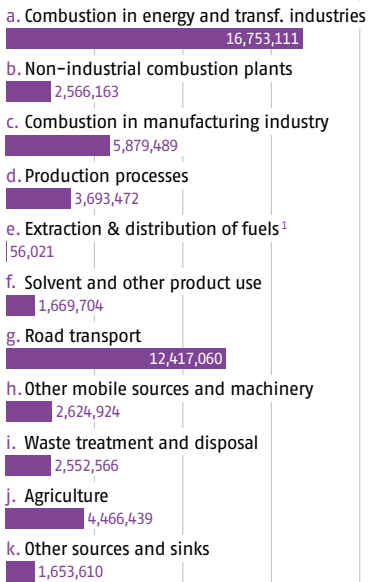 a. Combustion in energy and transf. industries
16,753,111
b. Non-industrial combustion plants
2,566,163
c. Combustion in manufacturing industry
5,879,489
d. Production processes
3,693,472
e. Extraction & distribution of fuels¹
56,021
f. Solvent and other product use
1,669,704
g. Road transport
12,417,060
h. Other mobile sources and machinery
2,624,924
i. Waste treatment and disposal
2,552,566
j. Agriculture
4,466,439
k. Other sources and sinks
1,653,610